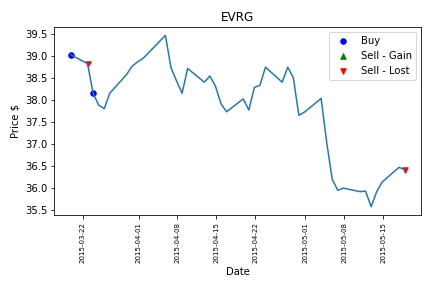 EVRG
39.5
39.0
38.5
38.0
37.5
37.0
36.5
36.0
35.5
Price $
Buy
Sell - Gain
Sell - Lost
2015-03-22
2015-04-01
2015-04-08
2015-04-15
2015-04-22
2015-05-01
2015-05-08
2015-05-15
Date